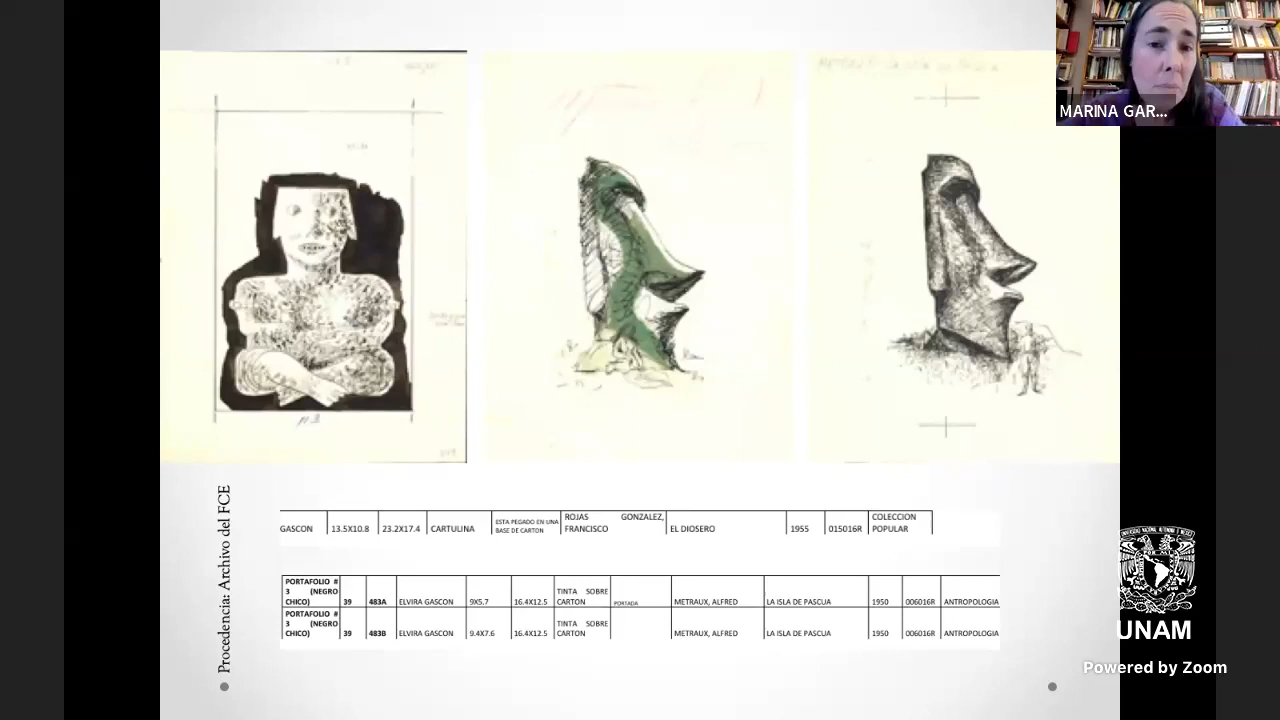 MARINA GAR...
Nº 3
Procedencia: Archivo del FCE
GASCON 13.5X10.8 23.2X17.4 CARTULINA ESTA PEGADO EN UNA BASE DE CARTON ROJAS GONZALEZ, FRANCISCO EL DIOSERO 1955 015016R COLECCION POPULAR
PORTAFOLIO # 3 (NEGRO CHICO) 39 483A ELVIRA GASCON 9X5.7 16.4X12.5 TINTA SOBRE CARTON PORTADA METRAUX, ALFRED LA ISLA DE PASCUA 1950 006016R ANTROPOLOGIA
PORTAFOLIO # 3 (NEGRO CHICO) 39 483B ELVIRA GASCON 9.4X7.6 16.4X12.5 TINTA SOBRE CARTON METRAUX, ALFRED LA ISLA DE PASCUA 1950 006016R ANTROPOLOGIA
UNAM
Powered by Zoom